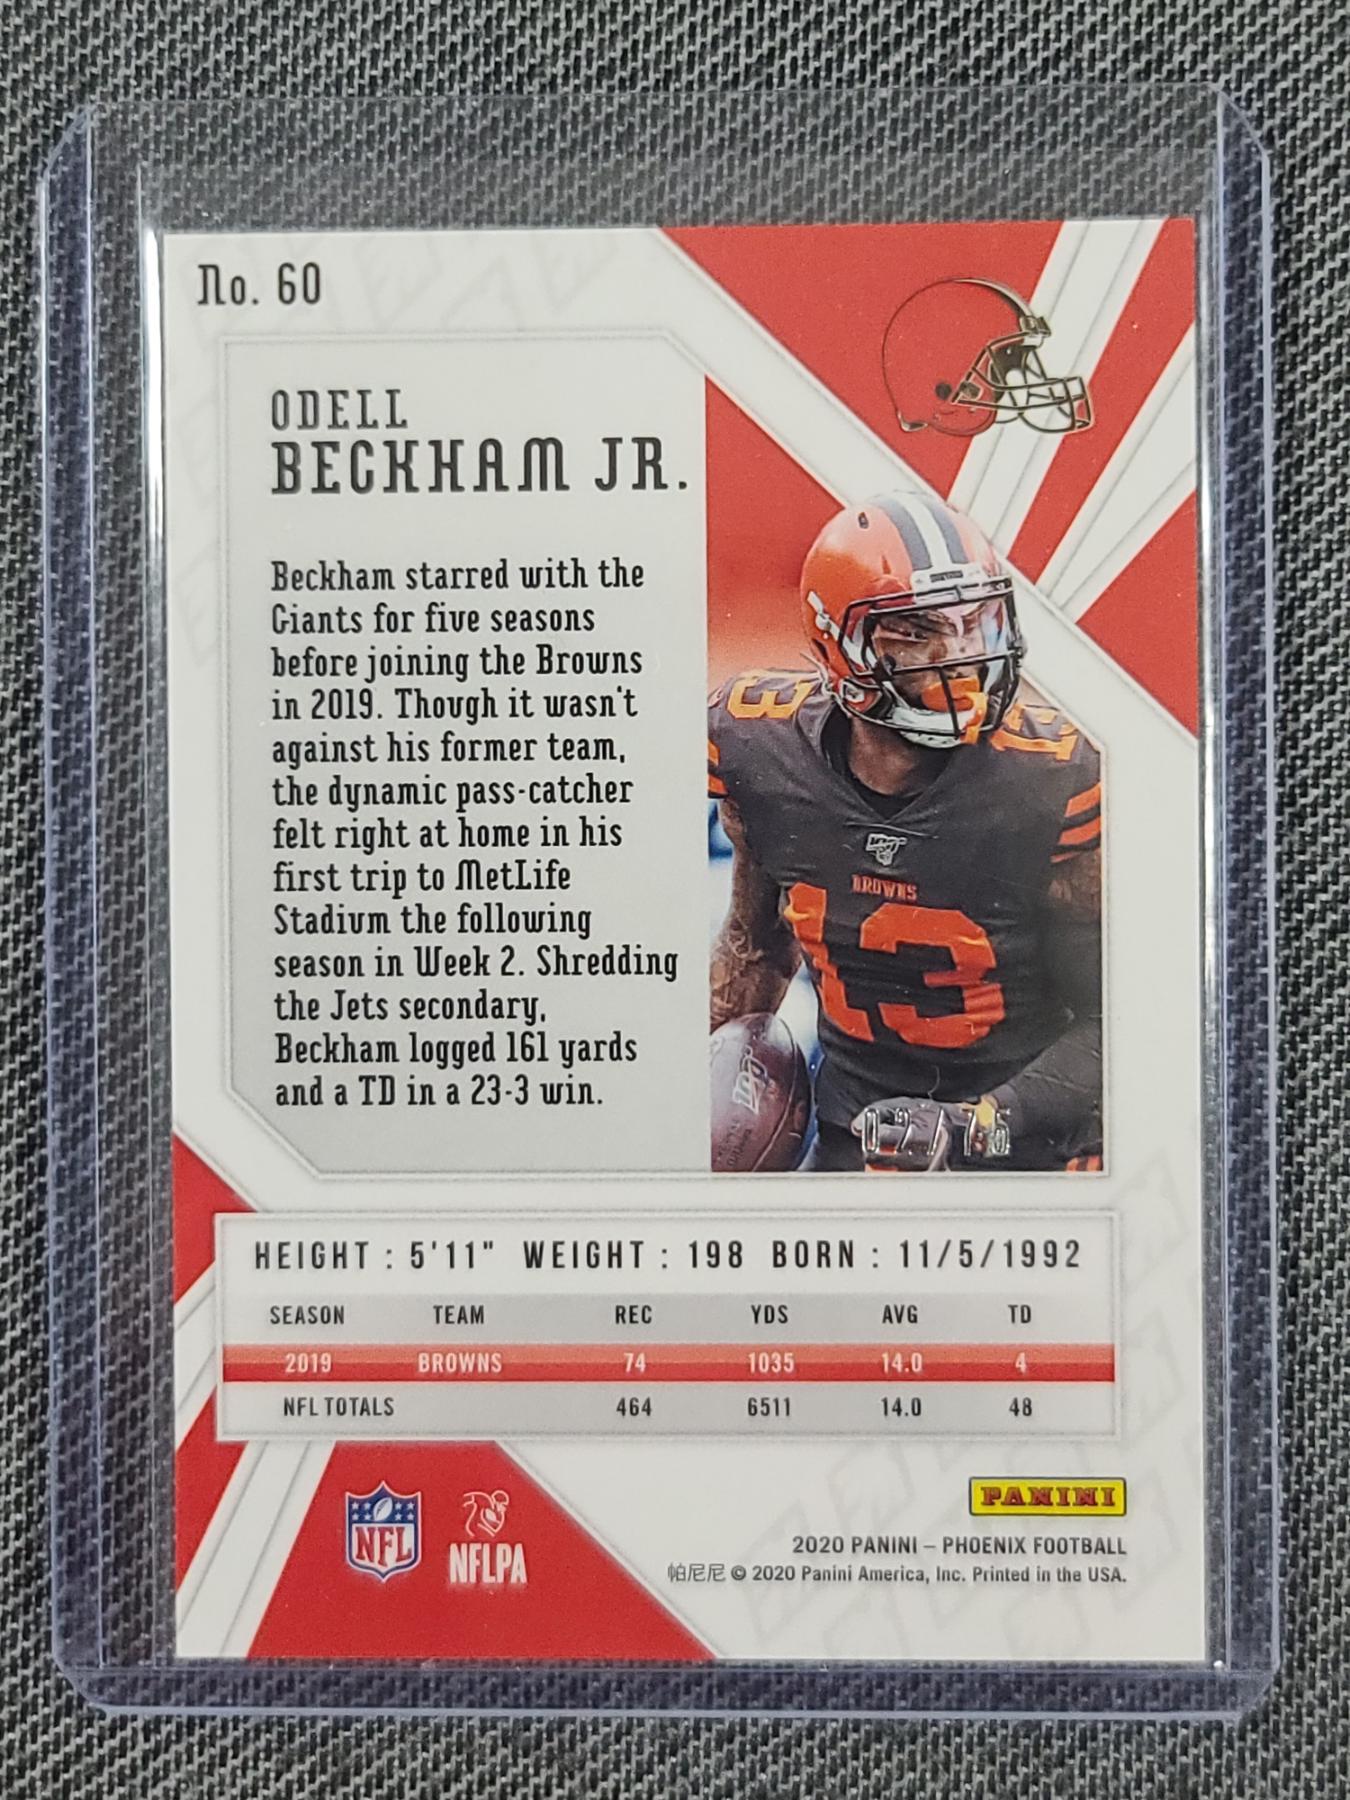 No. 60
ODELL
BECKHAM JR.
Beckham starred with the
Giants for five seasons
before joining the Browns
in 2019. Though it wasn't
against his former team,
the dynamic pass-catcher
felt right at home in his
first trip to MetLife
Stadium the following
season in Week 2. Shredding
the Jets secondary,
Beckham logged 161 yards
and a TD in a 23-3 win.
13
13
BROWNS
13
02/75
HEIGHT : 5'11" WEIGHT : 198 BORN : 11/5/1992
SEASON TEAM REC YDS AVG TD
2019 BROWNS 74 1035 14.0 4
NFL TOTALS 464 6511 14.0 48
NFL
NFLPA
PANINI
2020 PANINI – PHOENIX FOOTBALL
帕尼尼 © 2020 Panini America, Inc. Printed in the USA.